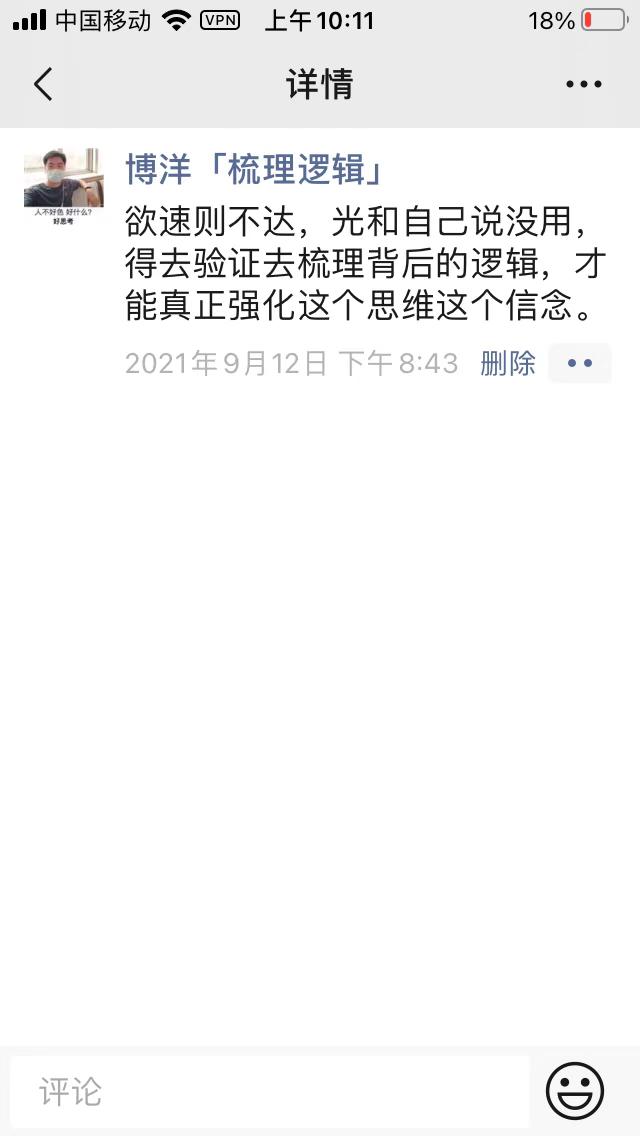 中国移动 VPN 上午10:11 18%
详情
博洋「梳理逻辑」
人不好色 好什么?
好思考
欲速则不达，光和自己说没用，
得去验证去梳理背后的逻辑，才
能真正强化这个思维这个信念。
2021年9月12日 下午8:43 删除
评论